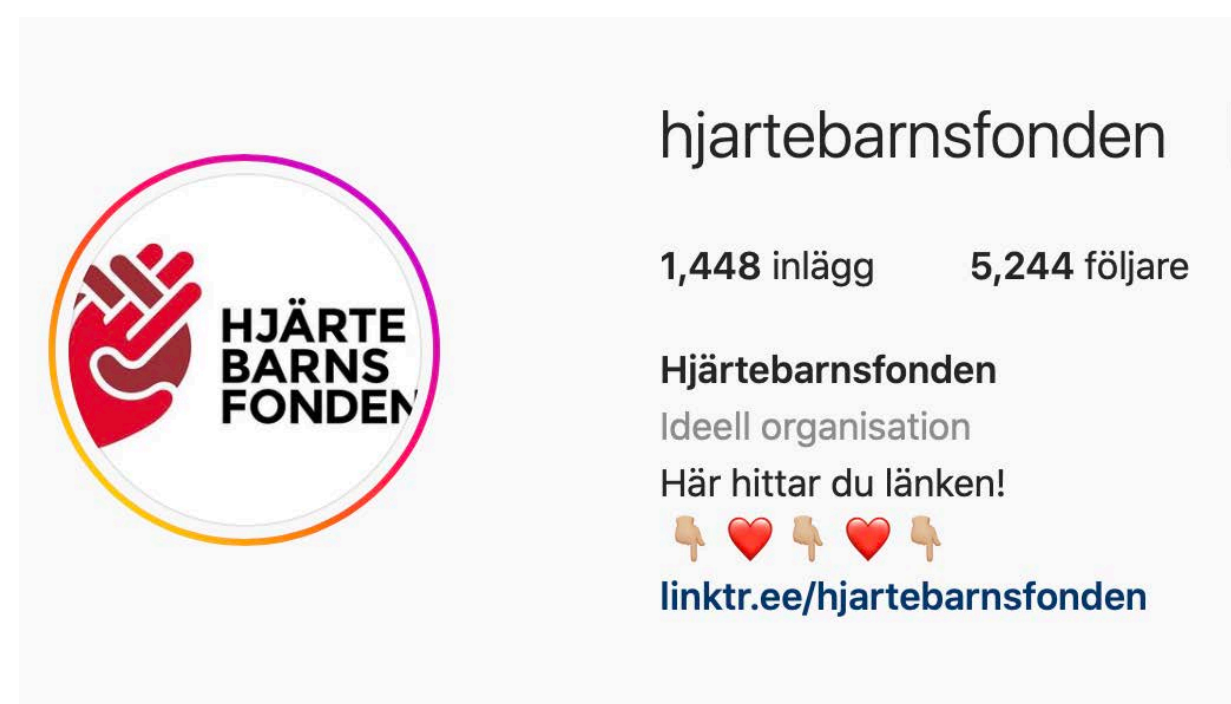 HJÄRTE
BARNS
FONDEN
hjartebarnsfonden
1,448 inlägg 5,244 följare
Hjärtebarnsfonden
Ideell organisation
Här hittar du länken!
👇🏼 ❤️ 👇🏼 ❤️ 👇🏼
linktr.ee/hjartebarnsfonden